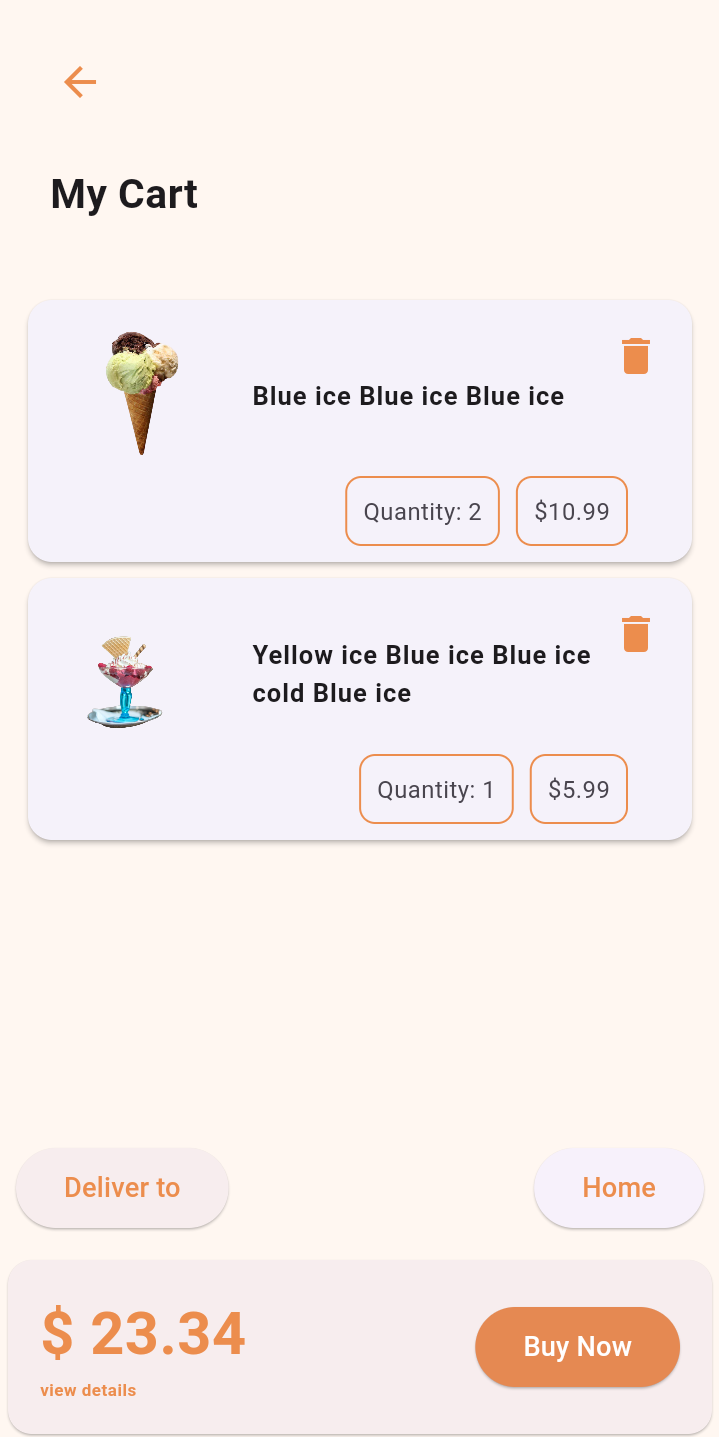 My Cart
Blue ice Blue ice Blue ice
Quantity: 2
$10.99
Yellow ice Blue ice Blue ice
cold Blue ice
Quantity: 1
$5.99
Deliver to
Home
$ 23.34
view details
Buy Now